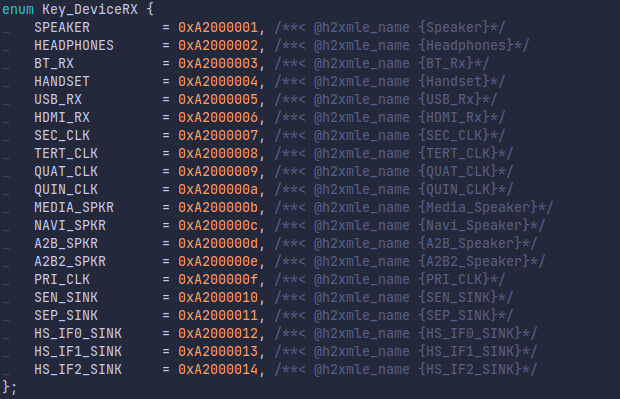 enum Key_DeviceRX {
_   SPEAKER         = 0xA2000001, /**< @h2xmle_name {Speaker}*/
_   HEADPHONES      = 0xA2000002, /**< @h2xmle_name {Headphones}*/
_   BT_RX           = 0xA2000003, /**< @h2xmle_name {BT_Rx}*/
_   HANDSET         = 0xA2000004, /**< @h2xmle_name {Handset}*/
_   USB_RX          = 0xA2000005, /**< @h2xmle_name {USB_Rx}*/
_   HDMI_RX         = 0xA2000006, /**< @h2xmle_name {HDMI_Rx}*/
_   SEC_CLK         = 0xA2000007, /**< @h2xmle_name {SEC_CLK}*/
_   TERT_CLK        = 0xA2000008, /**< @h2xmle_name {TERT_CLK}*/
_   QUAT_CLK        = 0xA2000009, /**< @h2xmle_name {QUAT_CLK}*/
_   QUIN_CLK        = 0xA200000a, /**< @h2xmle_name {QUIN_CLK}*/
_   MEDIA_SPKR      = 0xA200000b, /**< @h2xmle_name {Media_Speaker}*/
_   NAVI_SPKR       = 0xA200000c, /**< @h2xmle_name {Navi_Speaker}*/
_   A2B_SPKR        = 0xA200000d, /**< @h2xmle_name {A2B_Speaker}*/
_   A2B2_SPKR       = 0xA200000e, /**< @h2xmle_name {A2B2_Speaker}*/
_   PRI_CLK         = 0xA200000f, /**< @h2xmle_name {PRI_CLK}*/
_   SEN_SINK        = 0xA2000010, /**< @h2xmle_name {SEN_SINK}*/
_   SEP_SINK        = 0xA2000011, /**< @h2xmle_name {SEP_SINK}*/
_   HS_IF0_SINK     = 0xA2000012, /**< @h2xmle_name {HS_IF0_SINK}*/
_   HS_IF1_SINK     = 0xA2000013, /**< @h2xmle_name {HS_IF1_SINK}*/
_   HS_IF2_SINK     = 0xA2000014, /**< @h2xmle_name {HS_IF2_SINK}*/
};